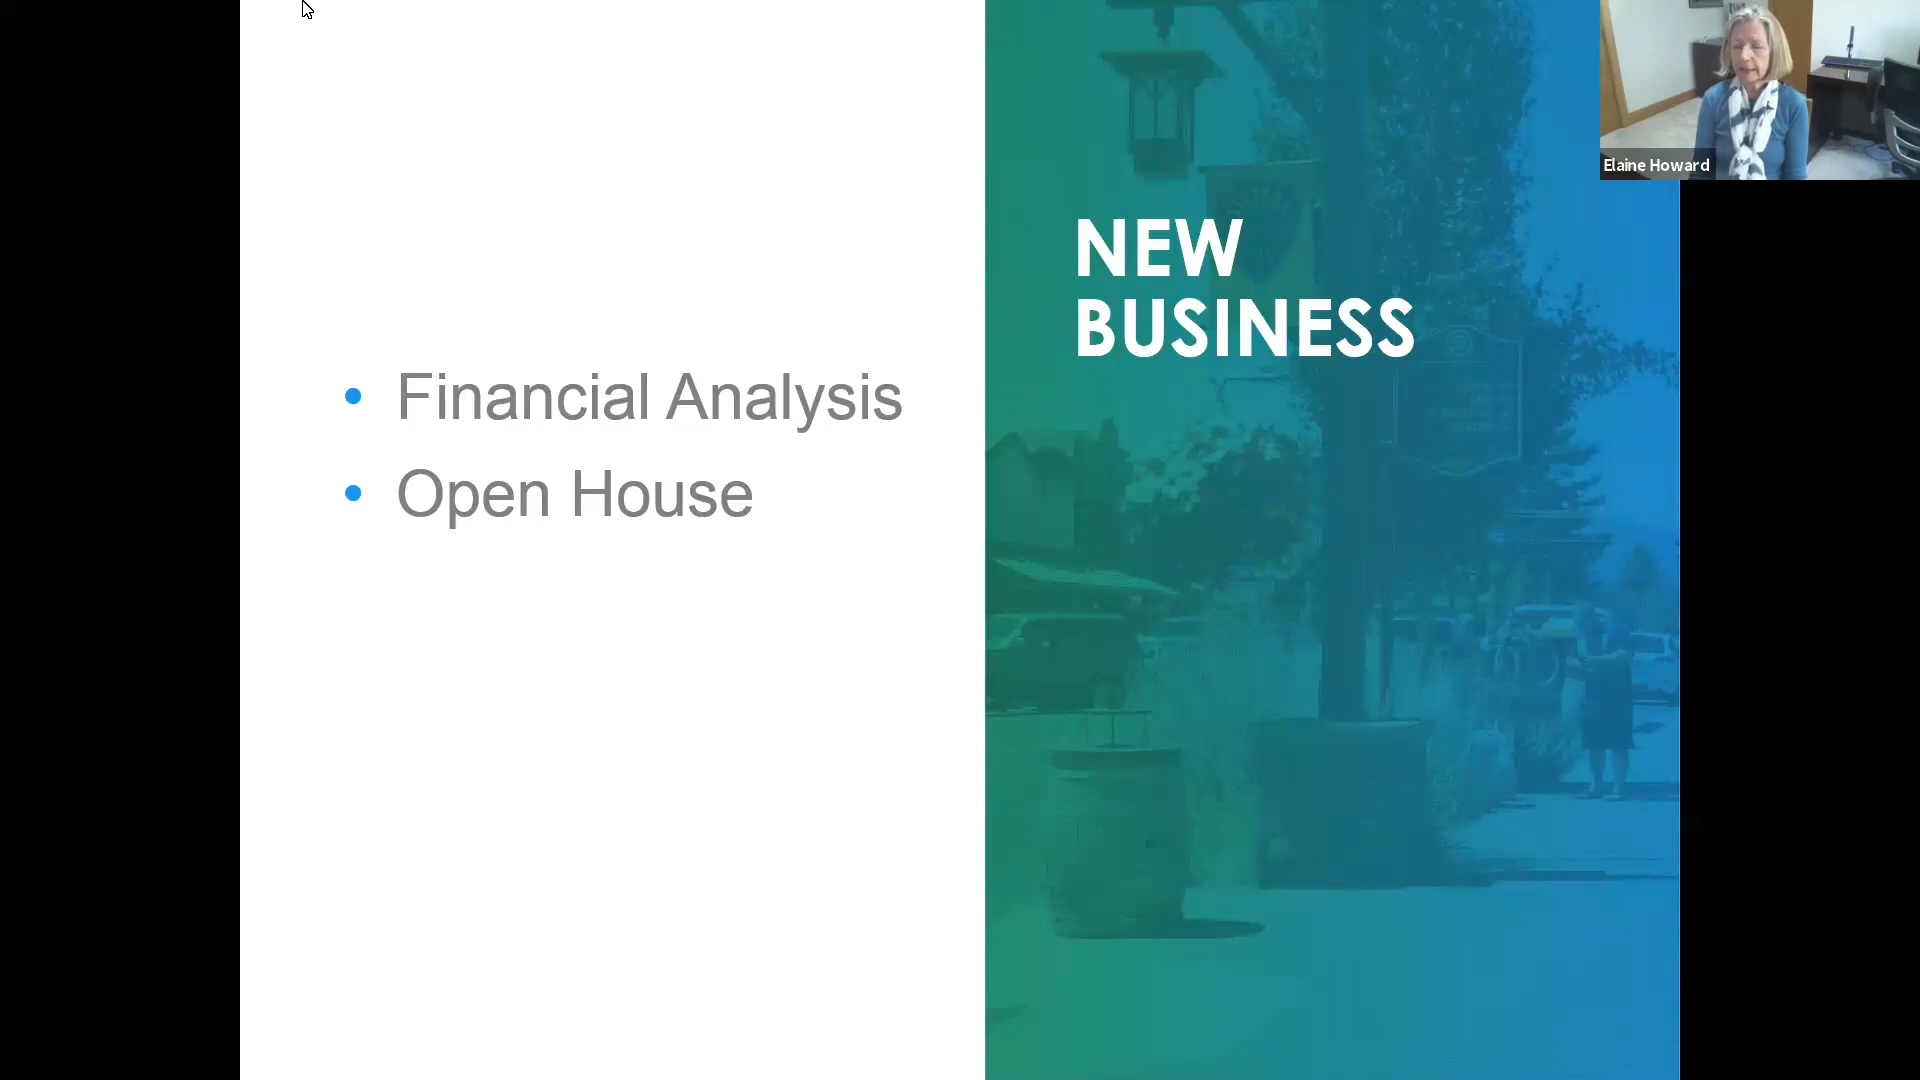 NEW
BUSINESS
• Financial Analysis
• Open House
Elaine Howard